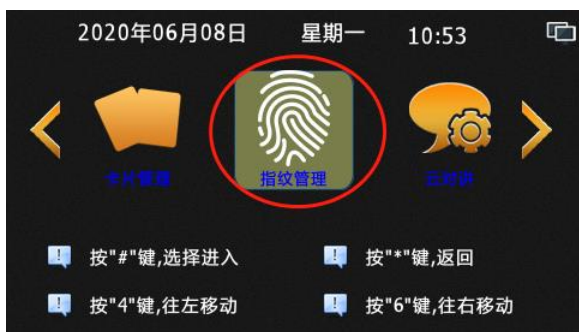 2020年06月08日 星期一 10:53
卡片管理 指纹管理 云对讲
按"#"键,选择进入 按"*"键,返回
按"4"键,往左移动 按"6"键,往右移动